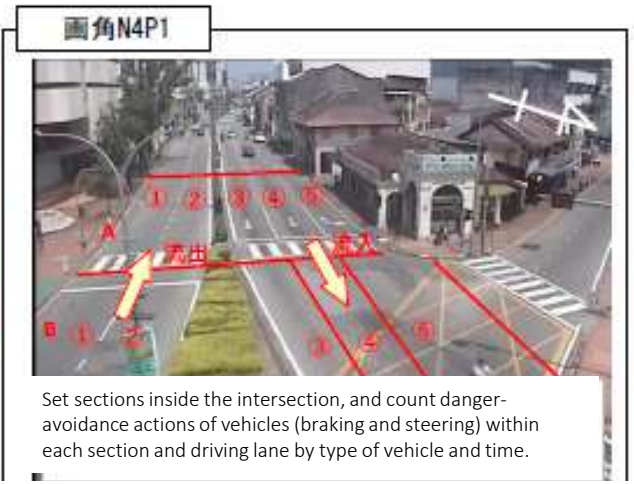 画角N4P1
① ② ③ ④ ⑤
A
流出
流入
B ①
③ ④ ⑤
Set sections inside the intersection, and count danger-
avoidance actions of vehicles (braking and steering) within
each section and driving lane by type of vehicle and time.